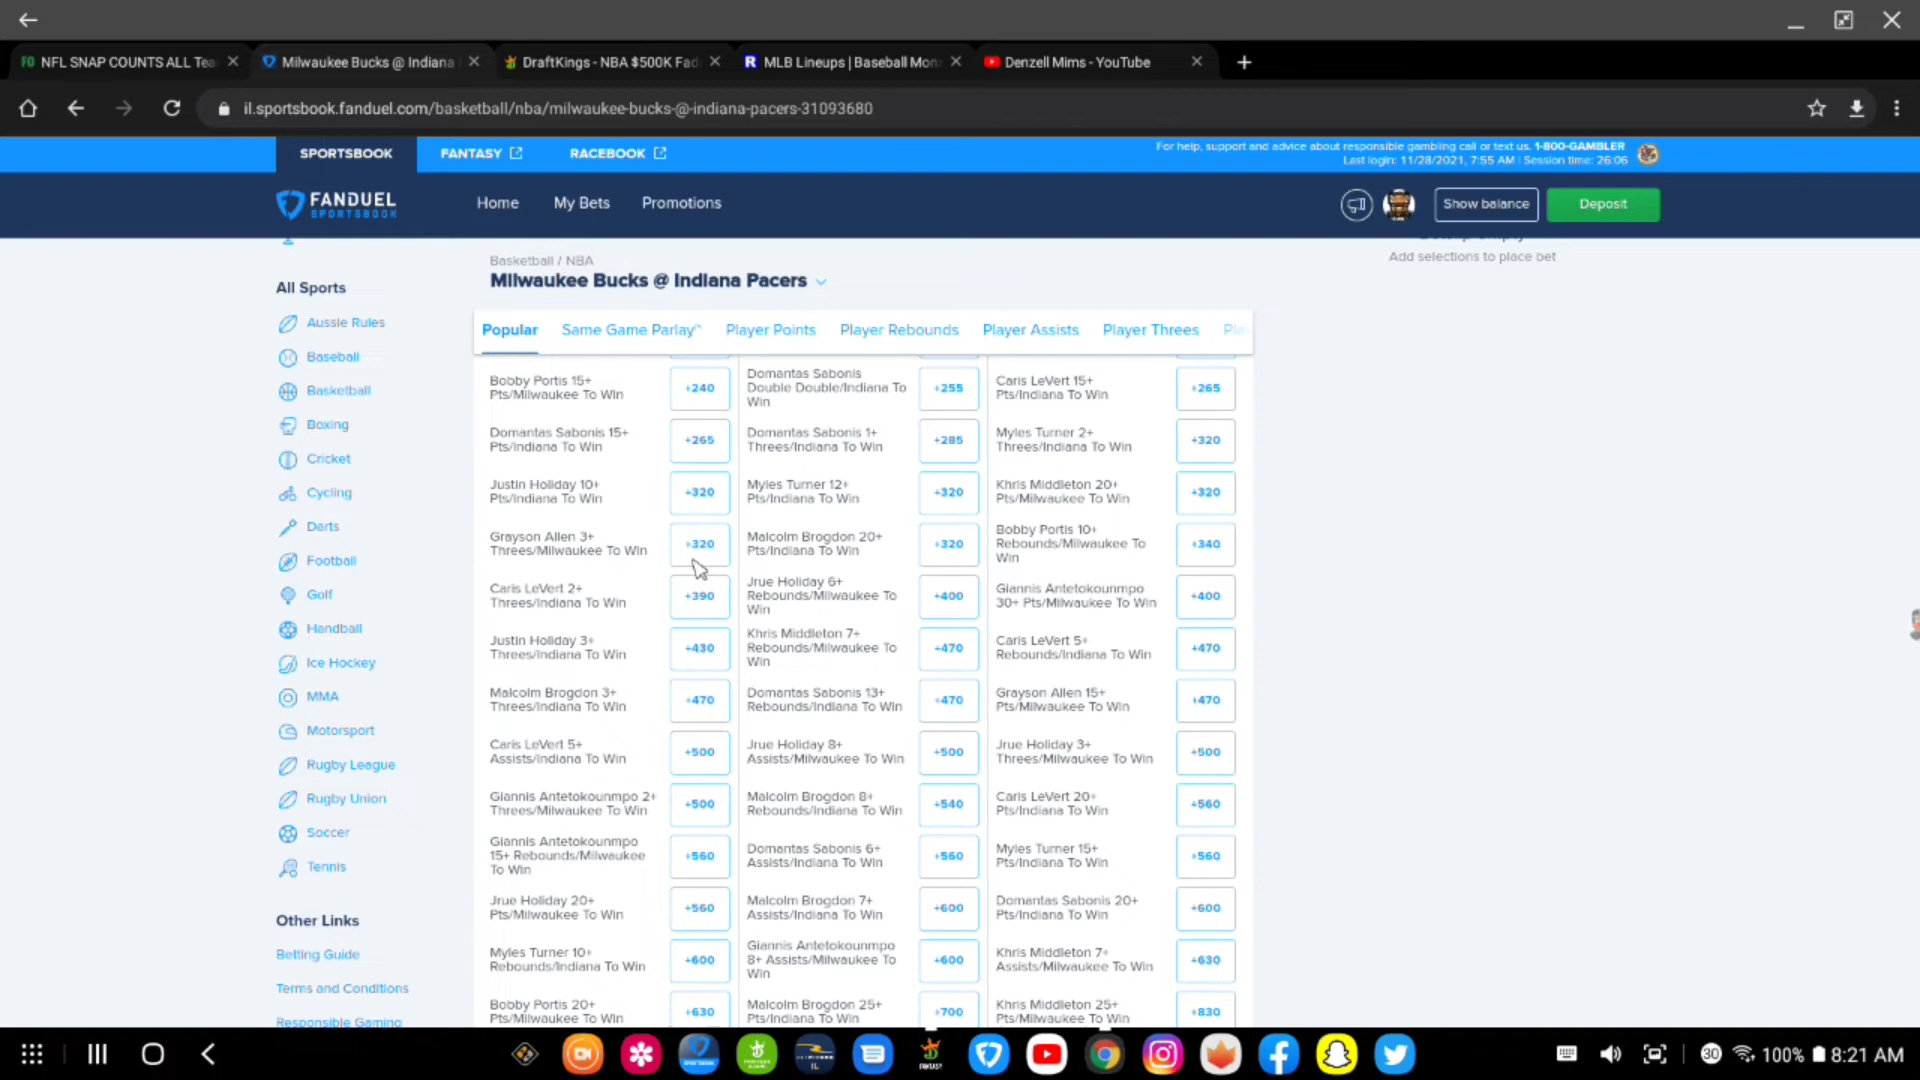 NFL SNAP COUNTS ALL Tea
Milwaukee Bucks @ Indiana
DraftKings - NBA $500K Fad
MLB Lineups | Baseball Mon
Denzell Mims - YouTube
il.sportsbook.fanduel.com/basketball/nba/milwaukee-bucks-@-indiana-pacers-31093680
SPORTSBOOK
FANTASY
RACEBOOK
For help, support and advice about responsible gambling call or text us. 1-800-GAMBLER
Last login: 11/28/2021, 7:55 AM | Session time: 26:06
FANDUEL
SPORTSBOOK
Home
My Bets
Promotions
Show balance
Deposit
Add selections to place bet
Basketball / NBA
Milwaukee Bucks @ Indiana Pacers
Popular
Same Game Parlay™
Player Points
Player Rebounds
Player Assists
Player Threes
All Sports
Aussie Rules
Baseball
Basketball
Boxing
Cricket
Cycling
Darts
Football
Golf
Handball
Ice Hockey
MMA
Motorsport
Rugby League
Rugby Union
Soccer
Tennis
Other Links
Betting Guide
Terms and Conditions
Responsible Gaming
Bobby Portis 15+
Pts/Milwaukee To Win
+240
Domantas Sabonis
Double Double/Indiana To
Win
+255
Caris LeVert 15+
Pts/Indiana To Win
+265
Domantas Sabonis 15+
Pts/Indiana To Win
+265
Domantas Sabonis 1+
Threes/Indiana To Win
+285
Myles Turner 2+
Threes/Indiana To Win
+320
Justin Holiday 10+
Pts/Indiana To Win
+320
Myles Turner 12+
Pts/Indiana To Win
+320
Khris Middleton 20+
Pts/Milwaukee To Win
+320
Grayson Allen 3+
Threes/Milwaukee To Win
+320
Malcolm Brogdon 20+
Pts/Indiana To Win
+320
Bobby Portis 10+
Rebounds/Milwaukee To
Win
+340
Caris LeVert 2+
Threes/Indiana To Win
+390
Jrue Holiday 6+
Rebounds/Milwaukee To
Win
+400
Giannis Antetokounmpo
30+ Pts/Milwaukee To Win
+400
Justin Holiday 3+
Threes/Indiana To Win
+430
Khris Middleton 7+
Rebounds/Milwaukee To
Win
+470
Caris LeVert 5+
Rebounds/Indiana To Win
+470
Malcolm Brogdon 3+
Threes/Indiana To Win
+470
Domantas Sabonis 13+
Rebounds/Indiana To Win
+470
Grayson Allen 15+
Pts/Milwaukee To Win
+470
Caris LeVert 5+
Assists/Indiana To Win
+500
Jrue Holiday 8+
Assists/Milwaukee To Win
+500
Jrue Holiday 3+
Threes/Milwaukee To Win
+500
Giannis Antetokounmpo 2+
Threes/Milwaukee To Win
+500
Malcolm Brogdon 8+
Rebounds/Indiana To Win
+540
Caris LeVert 20+
Pts/Indiana To Win
+560
Giannis Antetokounmpo
15+ Rebounds/Milwaukee
To Win
+560
Domantas Sabonis 6+
Assists/Indiana To Win
+560
Myles Turner 15+
Pts/Indiana To Win
+560
Jrue Holiday 20+
Pts/Milwaukee To Win
+560
Malcolm Brogdon 7+
Assists/Indiana To Win
+600
Domantas Sabonis 20+
Pts/Indiana To Win
+600
Myles Turner 10+
Rebounds/Indiana To Win
+600
Giannis Antetokounmpo
8+ Assists/Milwaukee To
Win
+600
Khris Middleton 7+
Assists/Milwaukee To Win
+630
Bobby Portis 20+
Pts/Milwaukee To Win
+630
Malcolm Brogdon 25+
Pts/Indiana To Win
+700
Khris Middleton 25+
Pts/Milwaukee To Win
+830
30
100%
8:21 AM